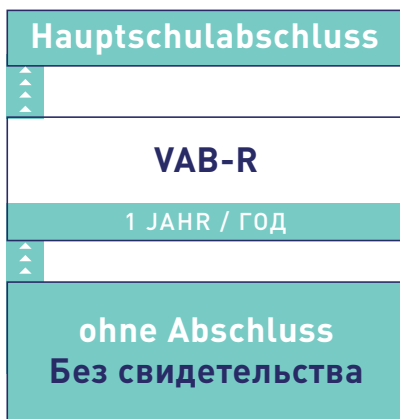 Hauptschulabschluss
VAB-R
1 JAHR / ГОД
ohne Abschluss
Без свидетельства